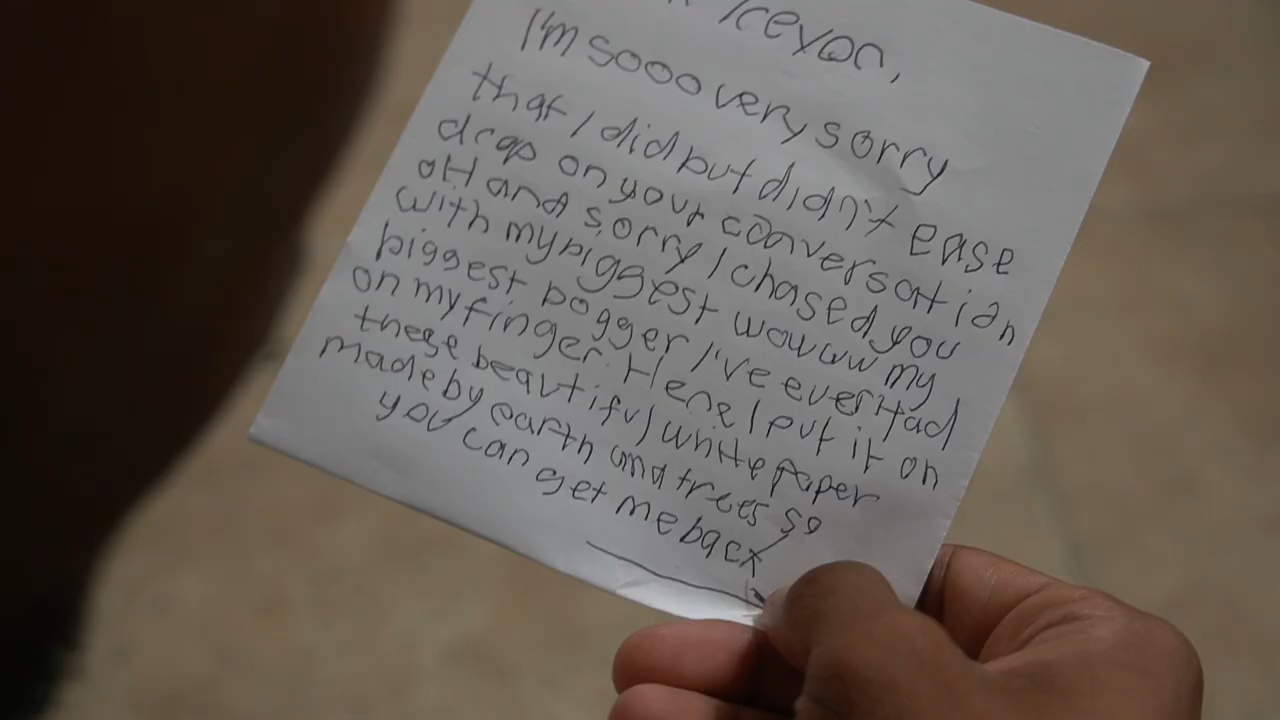 Iceyon,
I'm sooo very sorry
that I did but didn't ease
drop on your conversation
oH and sorry I chased you
with my biggest wowww my
biggest bogger I've ever Had
on my finger. Here I put it on
these beautiful white paper
made by earth and trees so
you can get me back